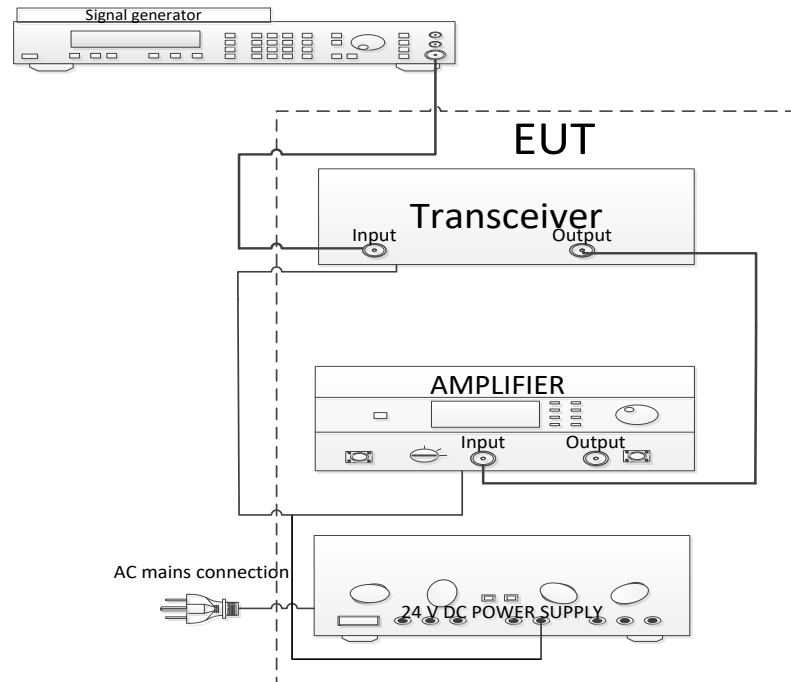 Signal generator
EUT
Transceiver
Input
Output
AMPLIFIER
Input
Output
AC mains connection
24 V DC POWER SUPPLY